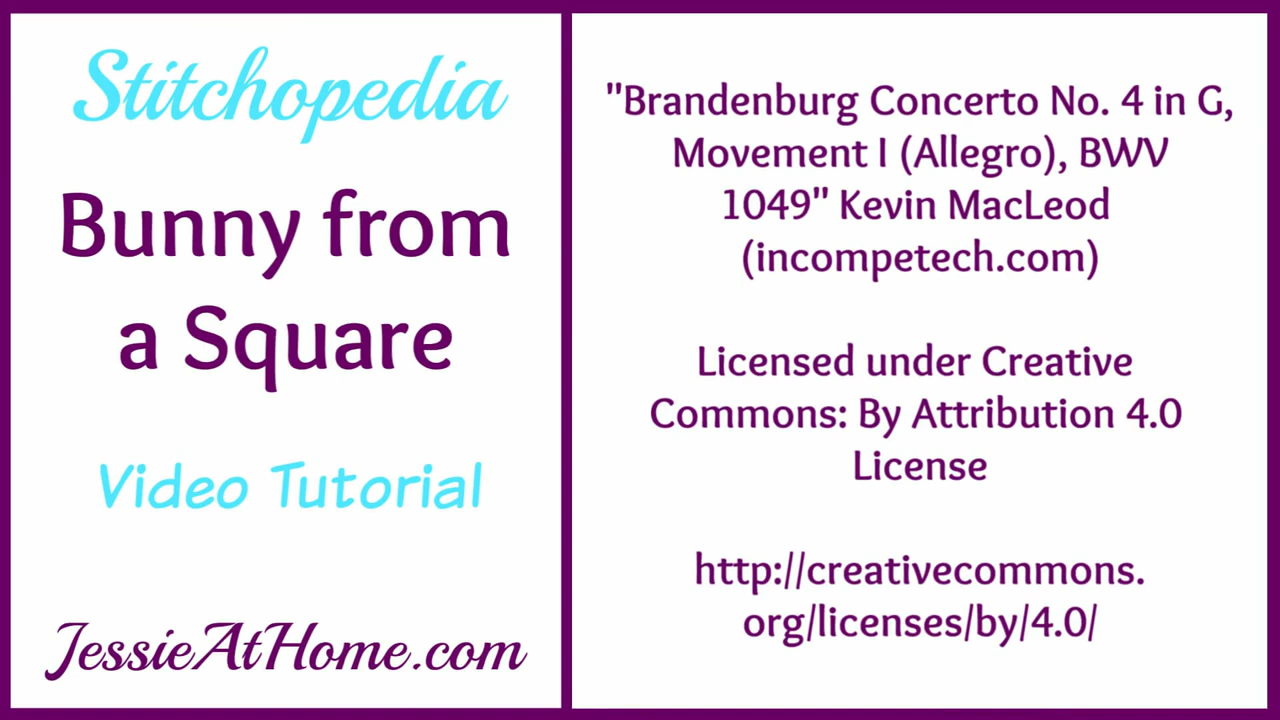 Stitchopedia
Bunny from
a Square
Video Tutorial
JessieAtHome.com
"Brandenburg Concerto No. 4 in G,
Movement I (Allegro), BWV
1049" Kevin MacLeod
(incompetech.com)
Licensed under Creative
Commons: By Attribution 4.0
License
http://creativecommons.
org/licenses/by/4.0/